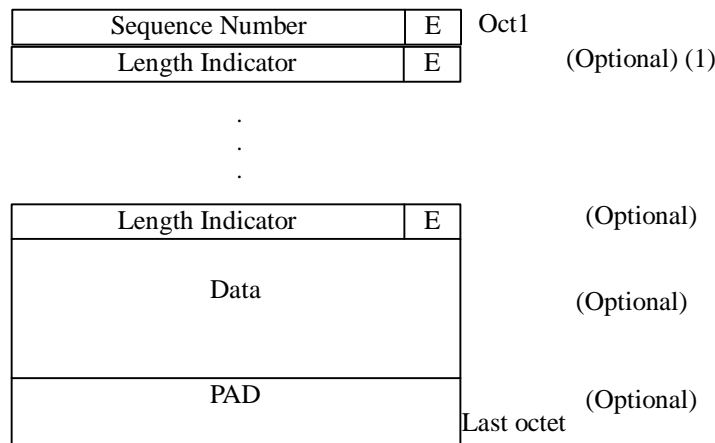 Sequence Number E Oct1
Length Indicator E (Optional) (1)
.
.
.
Length Indicator E (Optional)
Data (Optional)
PAD (Optional)
Last octet